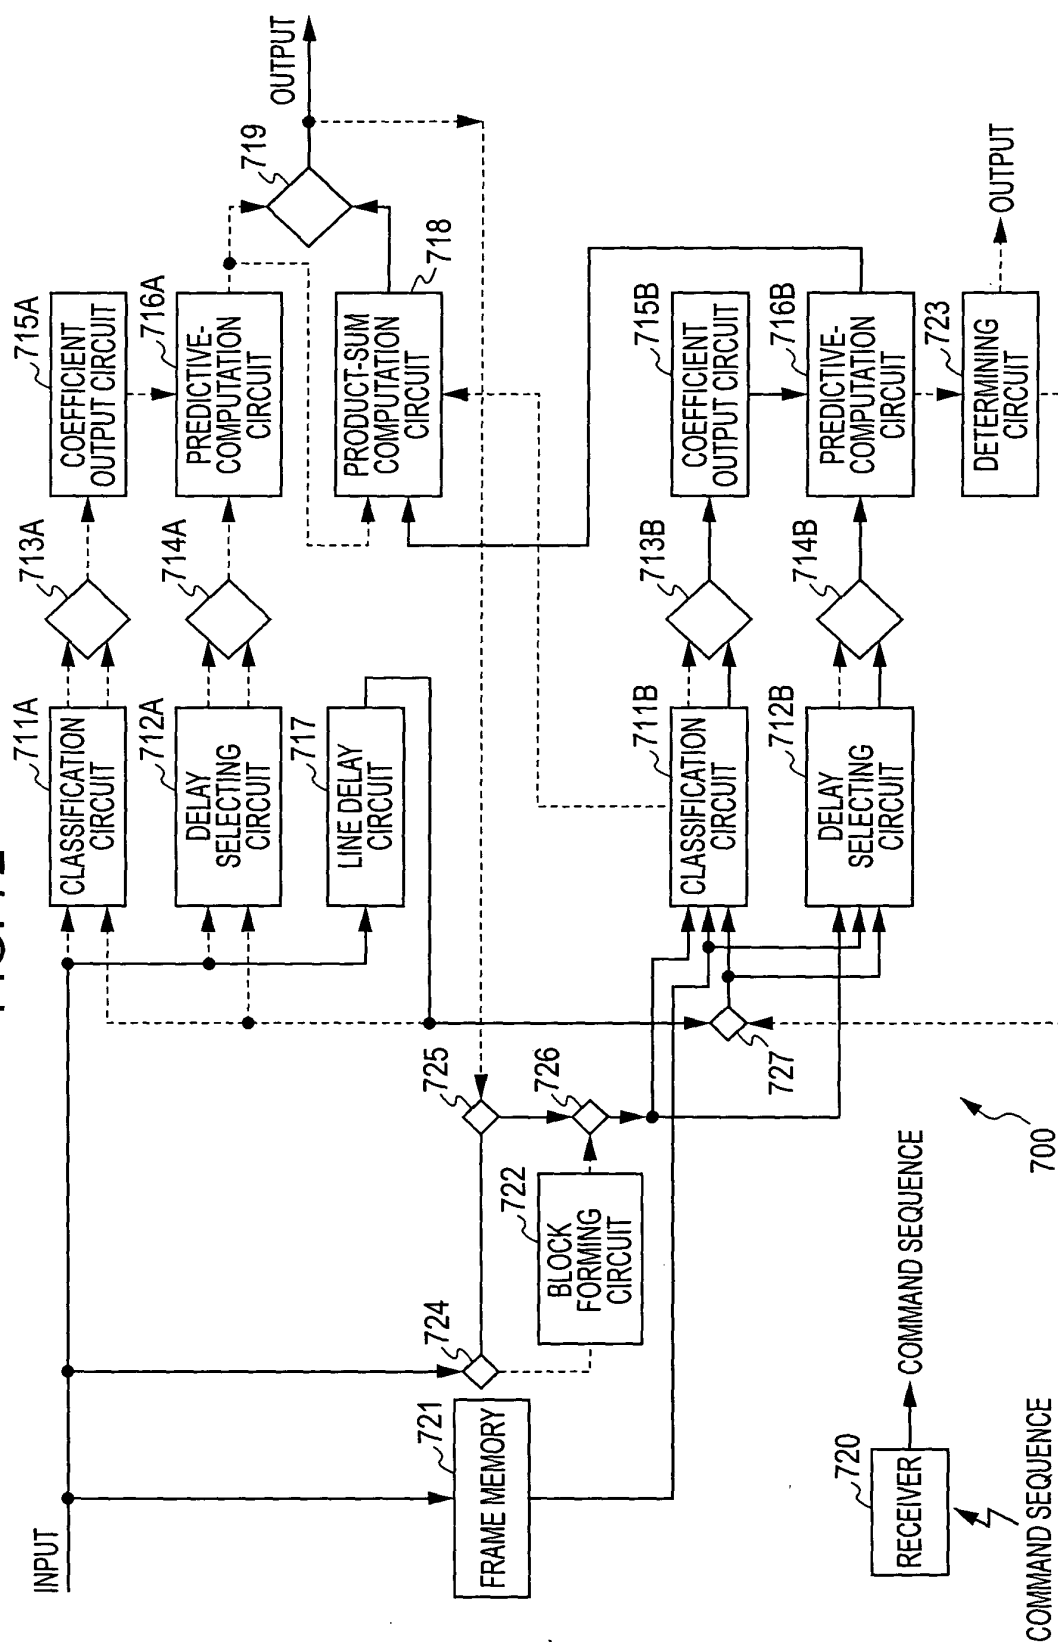 INPUT
711A
CLASSIFICATION
CIRCUIT
713A
715A
COEFFICIENT
OUTPUT CIRCUIT
712A
DELAY
SELECTING
CIRCUIT
714A
716A
PREDICTIVE-
COMPUTATION
CIRCUIT
719
OUTPUT
717
LINE DELAY
CIRCUIT
PRODUCT-SUM
COMPUTATION
CIRCUIT
718
721
FRAME MEMORY
724
725
722
BLOCK
FORMING
CIRCUIT
726
711B
CLASSIFICATION
CIRCUIT
713B
715B
COEFFICIENT
OUTPUT CIRCUIT
727
712B
DELAY
SELECTING
CIRCUIT
714B
716B
PREDICTIVE-
COMPUTATION
CIRCUIT
723
DETERMINING
CIRCUIT
OUTPUT
720
RECEIVER
COMMAND SEQUENCE
COMMAND SEQUENCE
700